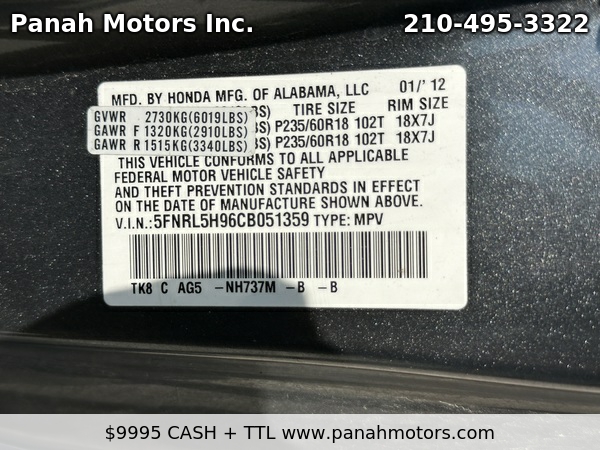 Panah Motors Inc. 210-495-3322
MFD. BY HONDA MFG. OF ALABAMA, LLC 01/'12
TIRE SIZE RIM SIZE
GVWR 2730KG(6019LBS)
GAWR F 1320KG(2910LBS) P235/60R18 102T 18X7J
GAWR R 1515KG(3340LBS) P235/60R18 102T 18X7J
THIS VEHICLE CONFORMS TO ALL APPLICABLE
FEDERAL MOTOR VEHICLE SAFETY
AND THEFT PREVENTION STANDARDS IN EFFECT
ON THE DATE OF MANUFACTURE SHOWN ABOVE.
V.I.N.:5FNRL5H96CB051359 TYPE: MPV
TK8 C AG5 -NH737M -B -B
$9995 CASH + TTL www.panahmotors.com